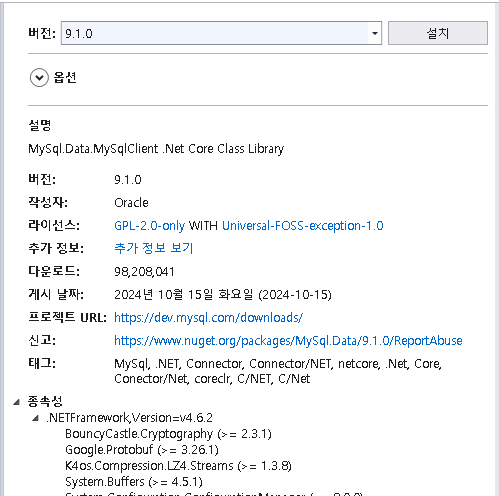 버전: 9.1.0 설치
옵션
설명
MySql.Data.MySqlClient .Net Core Class Library
버전: 9.1.0
작성자: Oracle
라이선스: GPL-2.0-only WITH Universal-FOSS-exception-1.0
추가 정보: 추가 정보 보기
다운로드: 98,208,041
게시 날짜: 2024년 10월 15일 화요일 (2024-10-15)
프로젝트 URL: https://dev.mysql.com/downloads/
신고: https://www.nuget.org/packages/MySql.Data/9.1.0/ReportAbuse
태그: MySql, .NET, Connector, Connector/NET, netcore, .Net, Core,
Conector/Net, coreclr, C/NET, C/Net
종속성
.NETFramework,Version=v4.6.2
BouncyCastle.Cryptography (>= 2.3.1)
Google.Protobuf (>= 3.26.1)
K4os.Compression.LZ4.Streams (>= 1.3.8)
System.Buffers (>= 4.5.1)
System.Configuration.ConfigurationManager (>= 8.0.0)